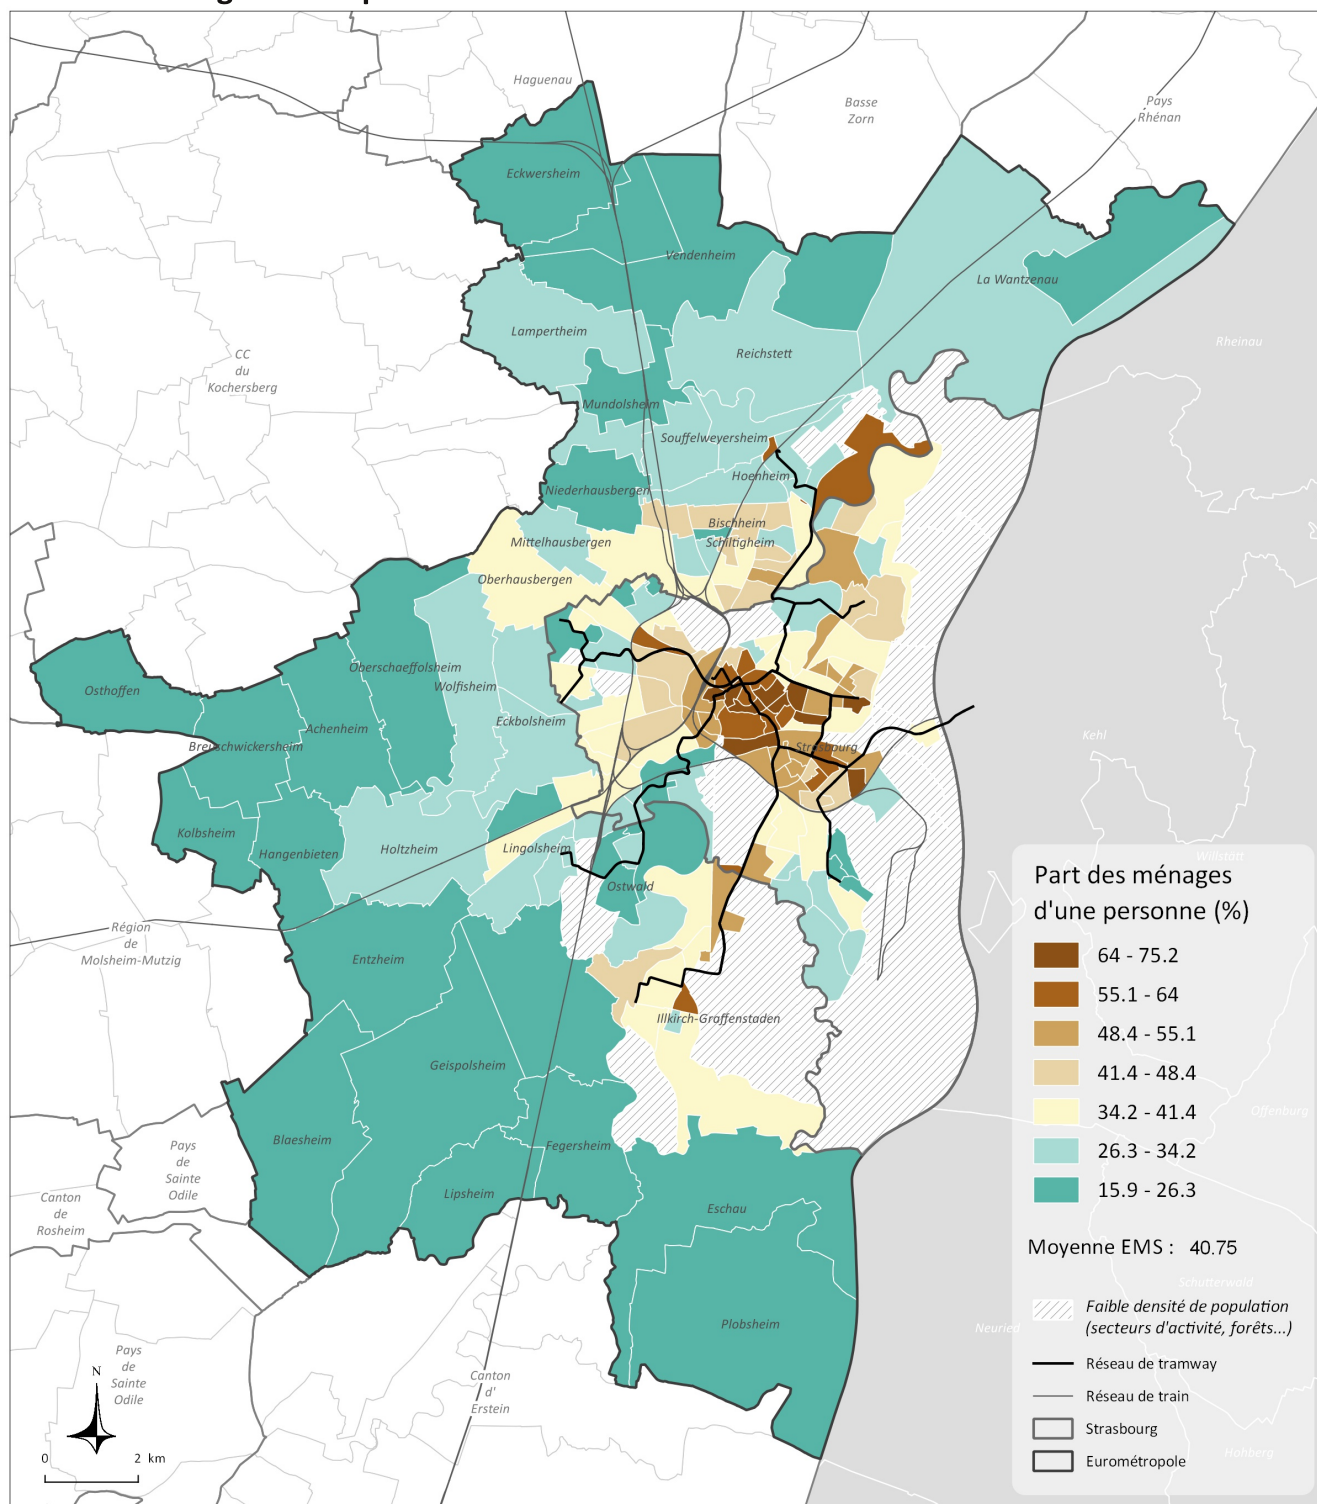 Haguenau
Basse
Zorn
Pays
Rhénan
Eckwersheim
Vendenheim
La Wantzenau
Lampertheim
Reichstett
Rheinau
CC
du
Kochersberg
Mundolsheim
Souffelweyersheim
Hoenheim
Niederhausbergen
Bischheim
Mittelhausbergen
Schiltigheim
Oberhausbergen
Oberschaeffolsheim
Wolfisheim
Osthoffen
Achenheim
Eckbolsheim
Breuschwickersheim
Strasbourg
Kehl
Kolbsheim
Hangenbieten
Holtzheim
Lingolsheim
Willstätt
Ostwald
Région
de
Molsheim-Mutzig
Entzheim
Illkirch-Graffenstaden
Geispolsheim
Blaesheim
Fegersheim
Pays
de
Sainte
Odile
Lipsheim
Eschau
Canton
de
Rosheim
Plobsheim
Pays
de
Sainte
Odile
Canton
d'
Erstein
Part des ménages
d'une personne (%)
64 - 75.2
55.1 - 64
48.4 - 55.1
41.4 - 48.4
34.2 - 41.4
Offenburg
26.3 - 34.2
15.9 - 26.3
Moyenne EMS : 40.75
Schutterwald
Faible densité de population
(secteurs d'activité, forêts...)
Neuried
Réseau de tramway
Réseau de train
Strasbourg
Hohberg
Eurométropole
N
0 2 km